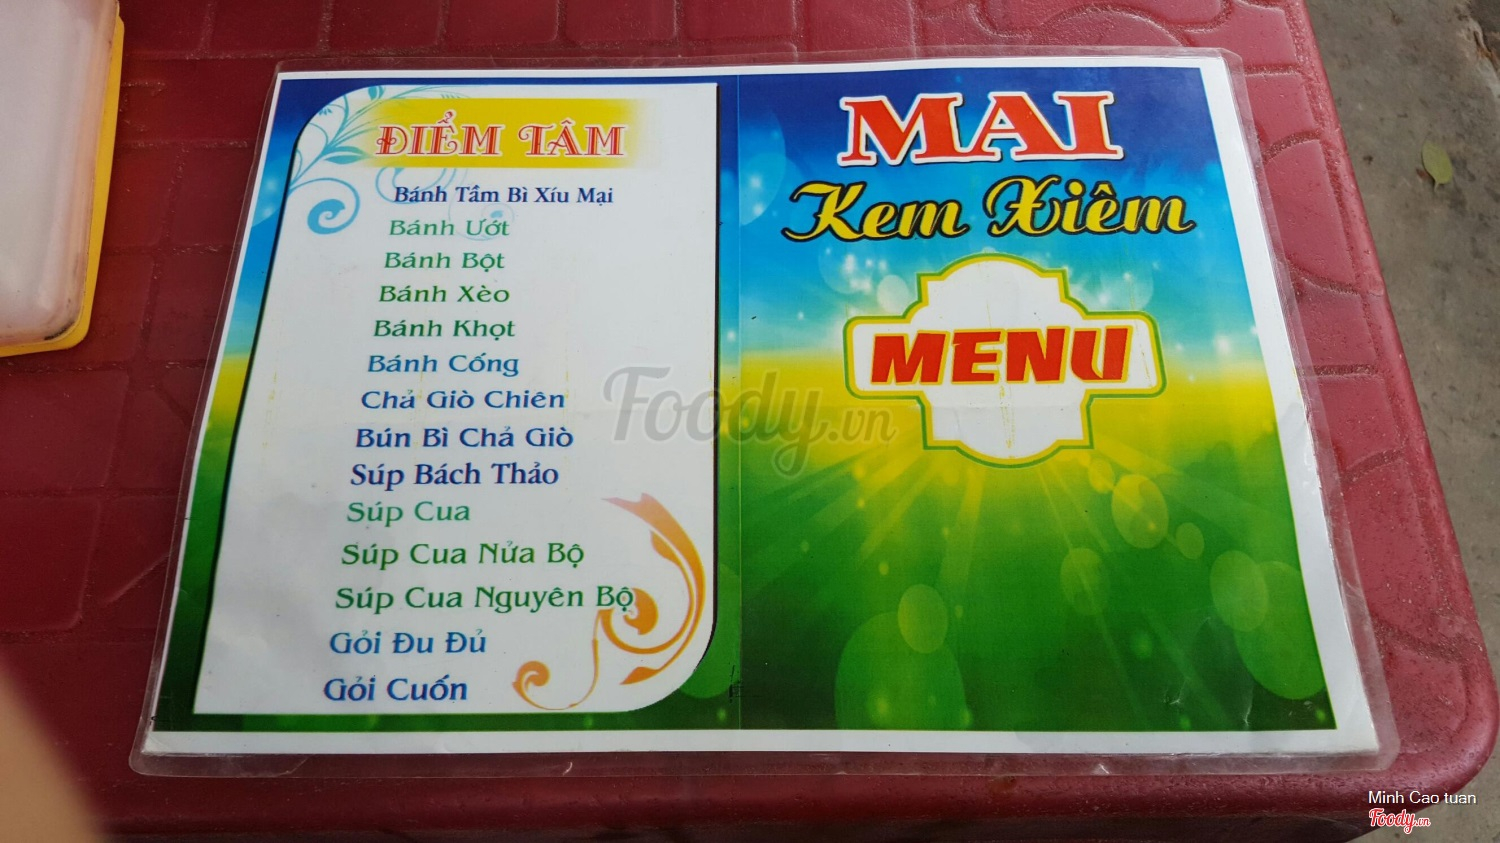 ĐIỂM TÂM
Bánh Tầm Bì Xíu Mại
Bánh Ướt
Bánh Bột
Bánh Xèo
Bánh Khọt
Bánh Cống
Chả Giò Chiên
Bún Bì Chả Giò
Súp Bách Thảo
Súp Cua
Súp Cua Nửa Bộ
Súp Cua Nguyên Bộ
Gỏi Đu Đủ
Gỏi Cuốn
MAI
Kem Xiêm
MENU
Foody.vn
Minh Cao tuan
Foody.vn